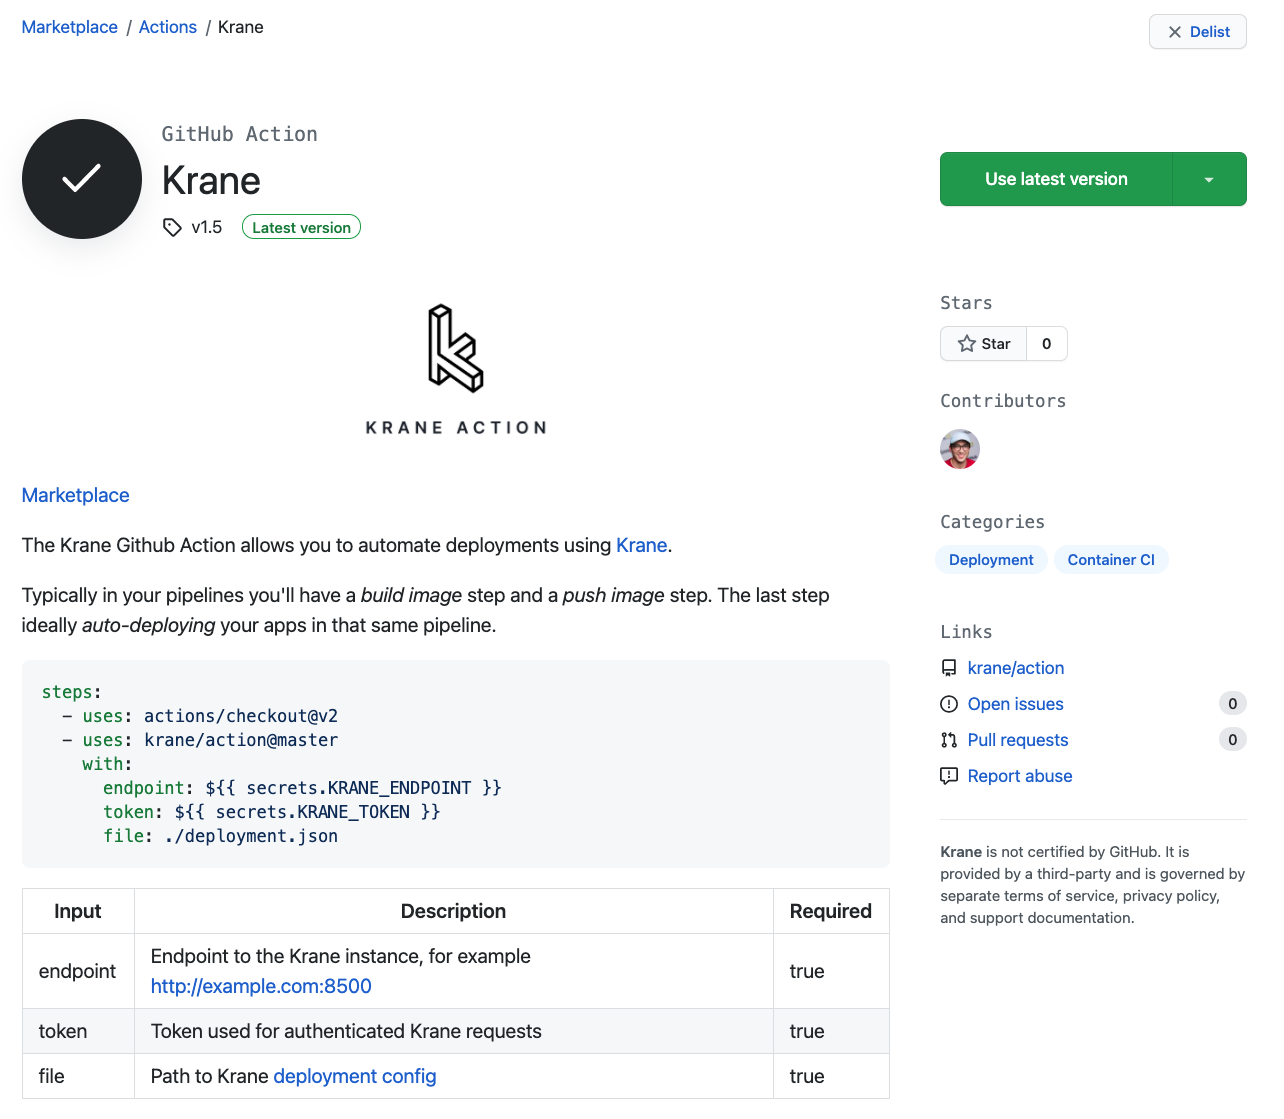 Marketplace / Actions / Krane
Delist
GitHub Action
Krane
v1.5 Latest version
Use latest version
KRANE ACTION
Marketplace
The Krane Github Action allows you to automate deployments using Krane.
Typically in your pipelines you'll have a build image step and a push image step. The last step
ideally auto-deploying your apps in that same pipeline.
steps:
- uses: actions/checkout@v2
- uses: krane/action@master
with:
endpoint: ${{ secrets.KRANE_ENDPOINT }}
token: ${{ secrets.KRANE_TOKEN }}
file: ./deployment.json
Input Description Required
endpoint Endpoint to the Krane instance, for example
http://example.com:8500 true
token Token used for authenticated Krane requests true
file Path to Krane deployment config true
Stars
Star 0
Contributors
Categories
Deployment Container CI
Links
krane/action
Open issues 0
Pull requests 0
Report abuse
Krane is not certified by GitHub. It is
provided by a third-party and is governed by
separate terms of service, privacy policy,
and support documentation.